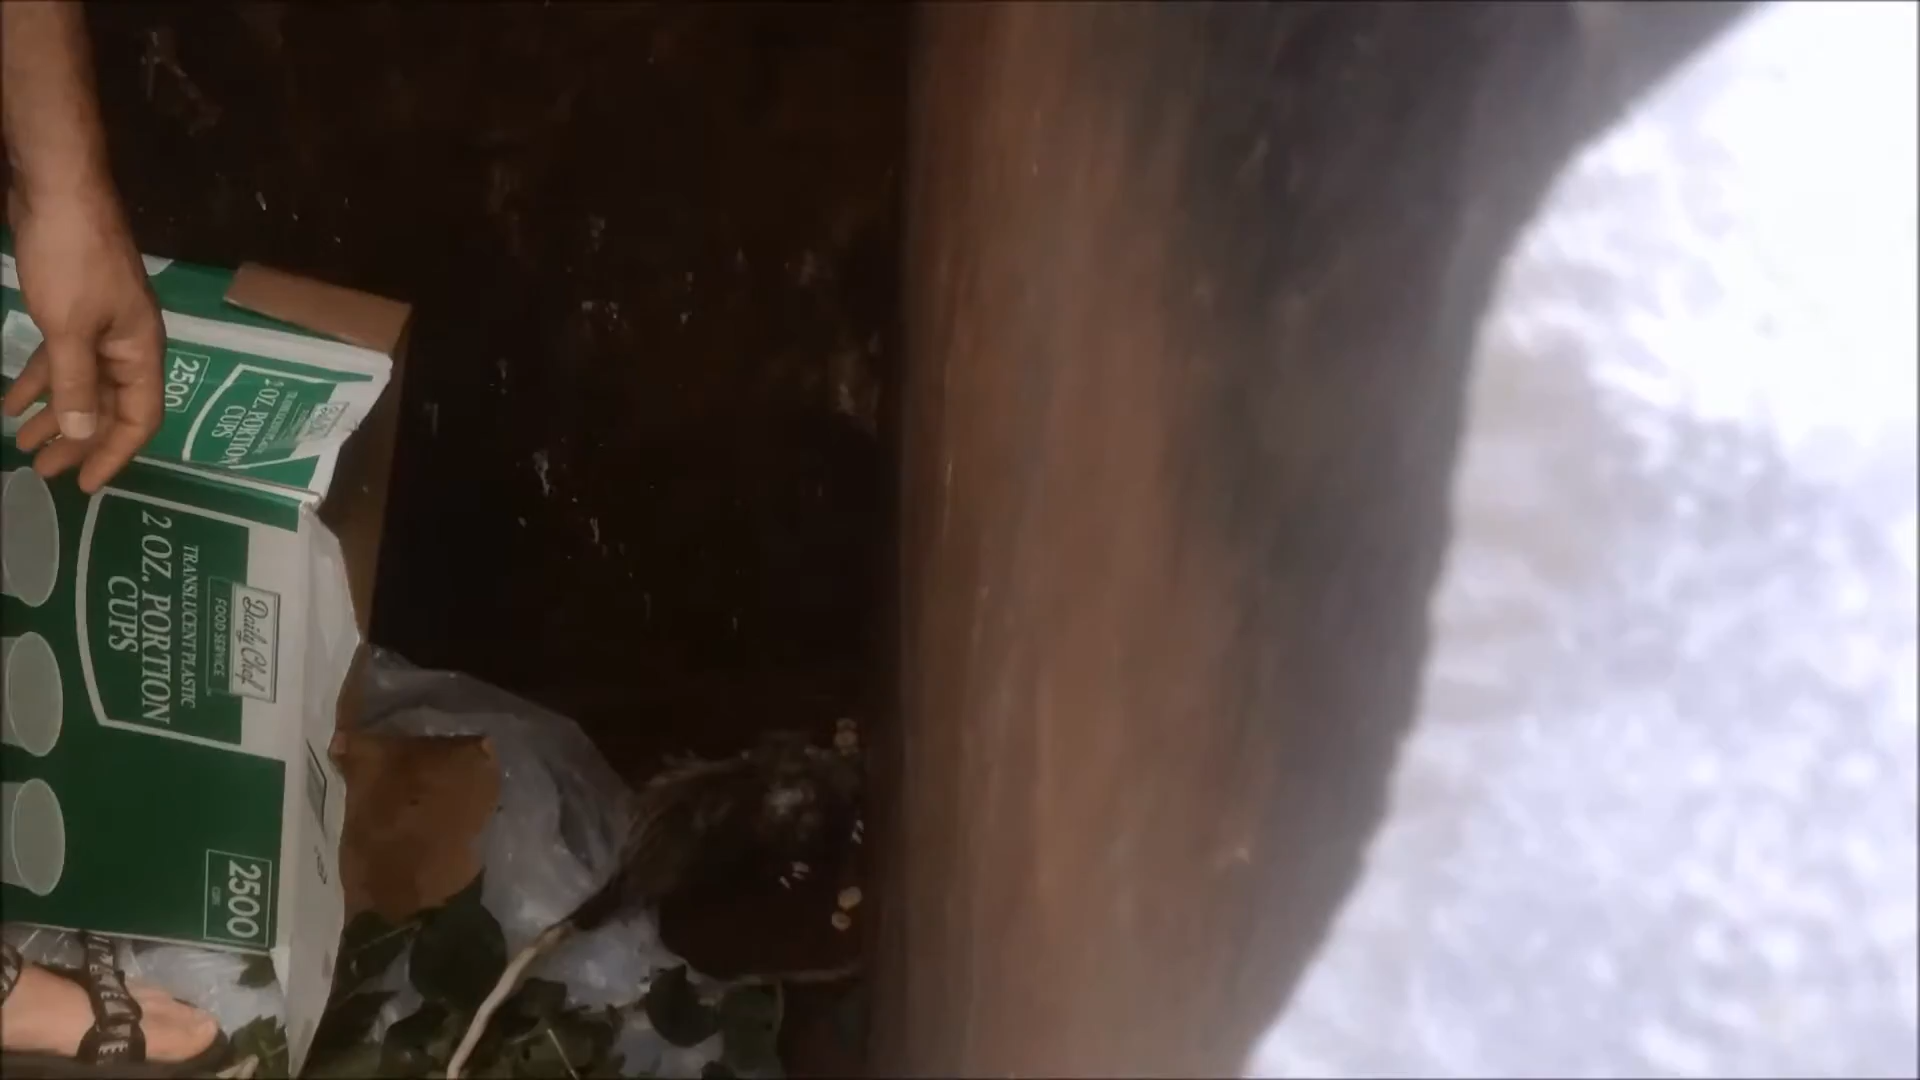 Daily Chef
FOOD SERVICE
TRANSLUCENT PLASTIC
2 OZ. PORTION
CUPS
2500
2 OZ. PORTION
CUPS
2500